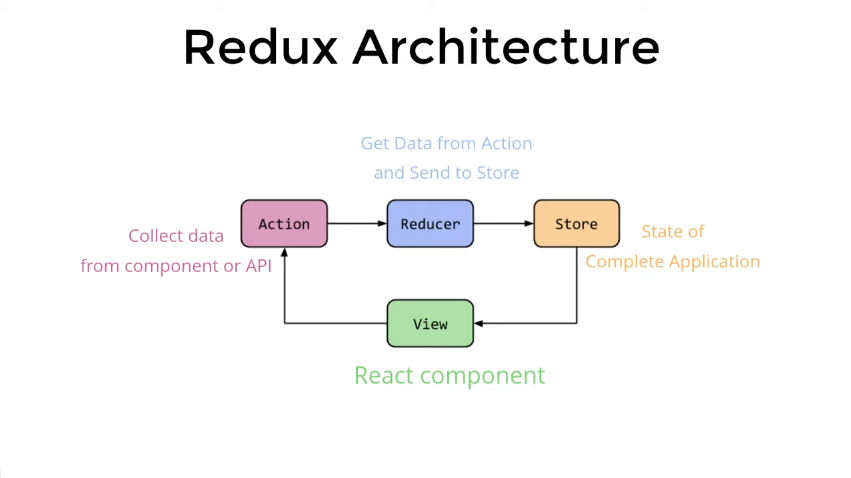 Redux Architecture
Get Data from Action
and Send to Store
Action
Reducer
Store
Collect data
from component or API
State of
Complete Application
View
React component